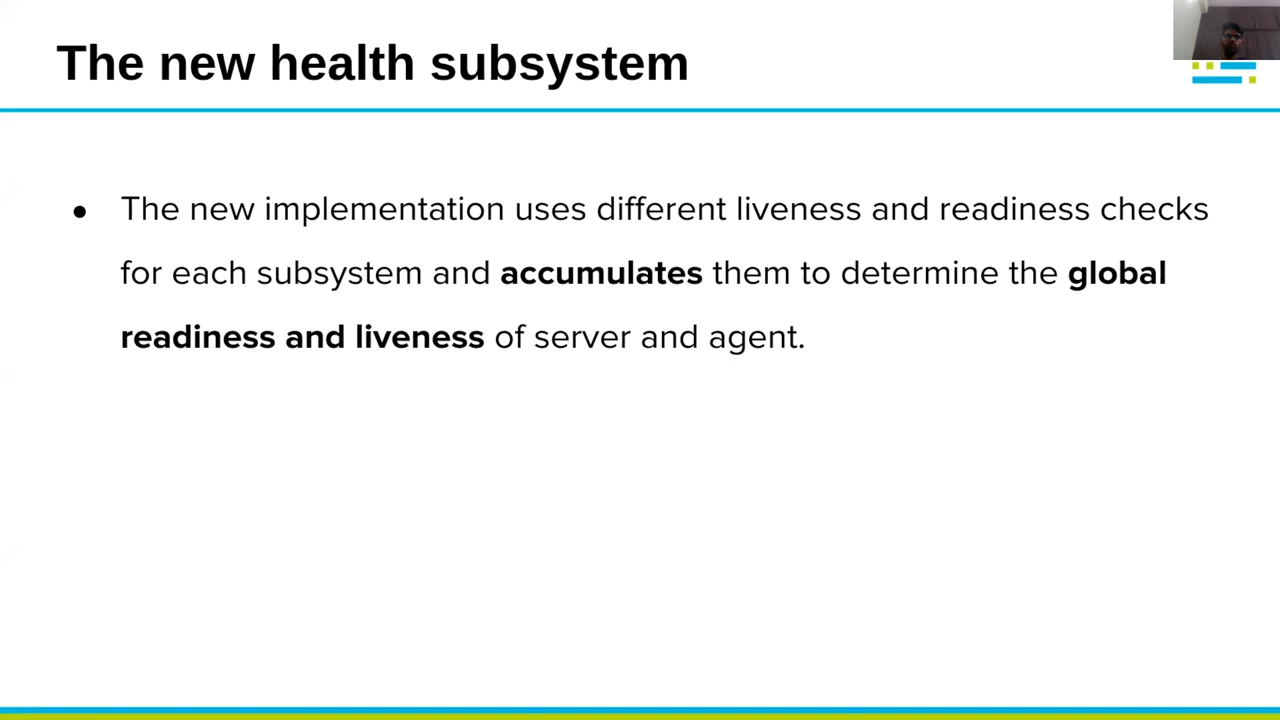 The new health subsystem
● The new implementation uses different liveness and readiness checks
for each subsystem and accumulates them to determine the global
readiness and liveness of server and agent.